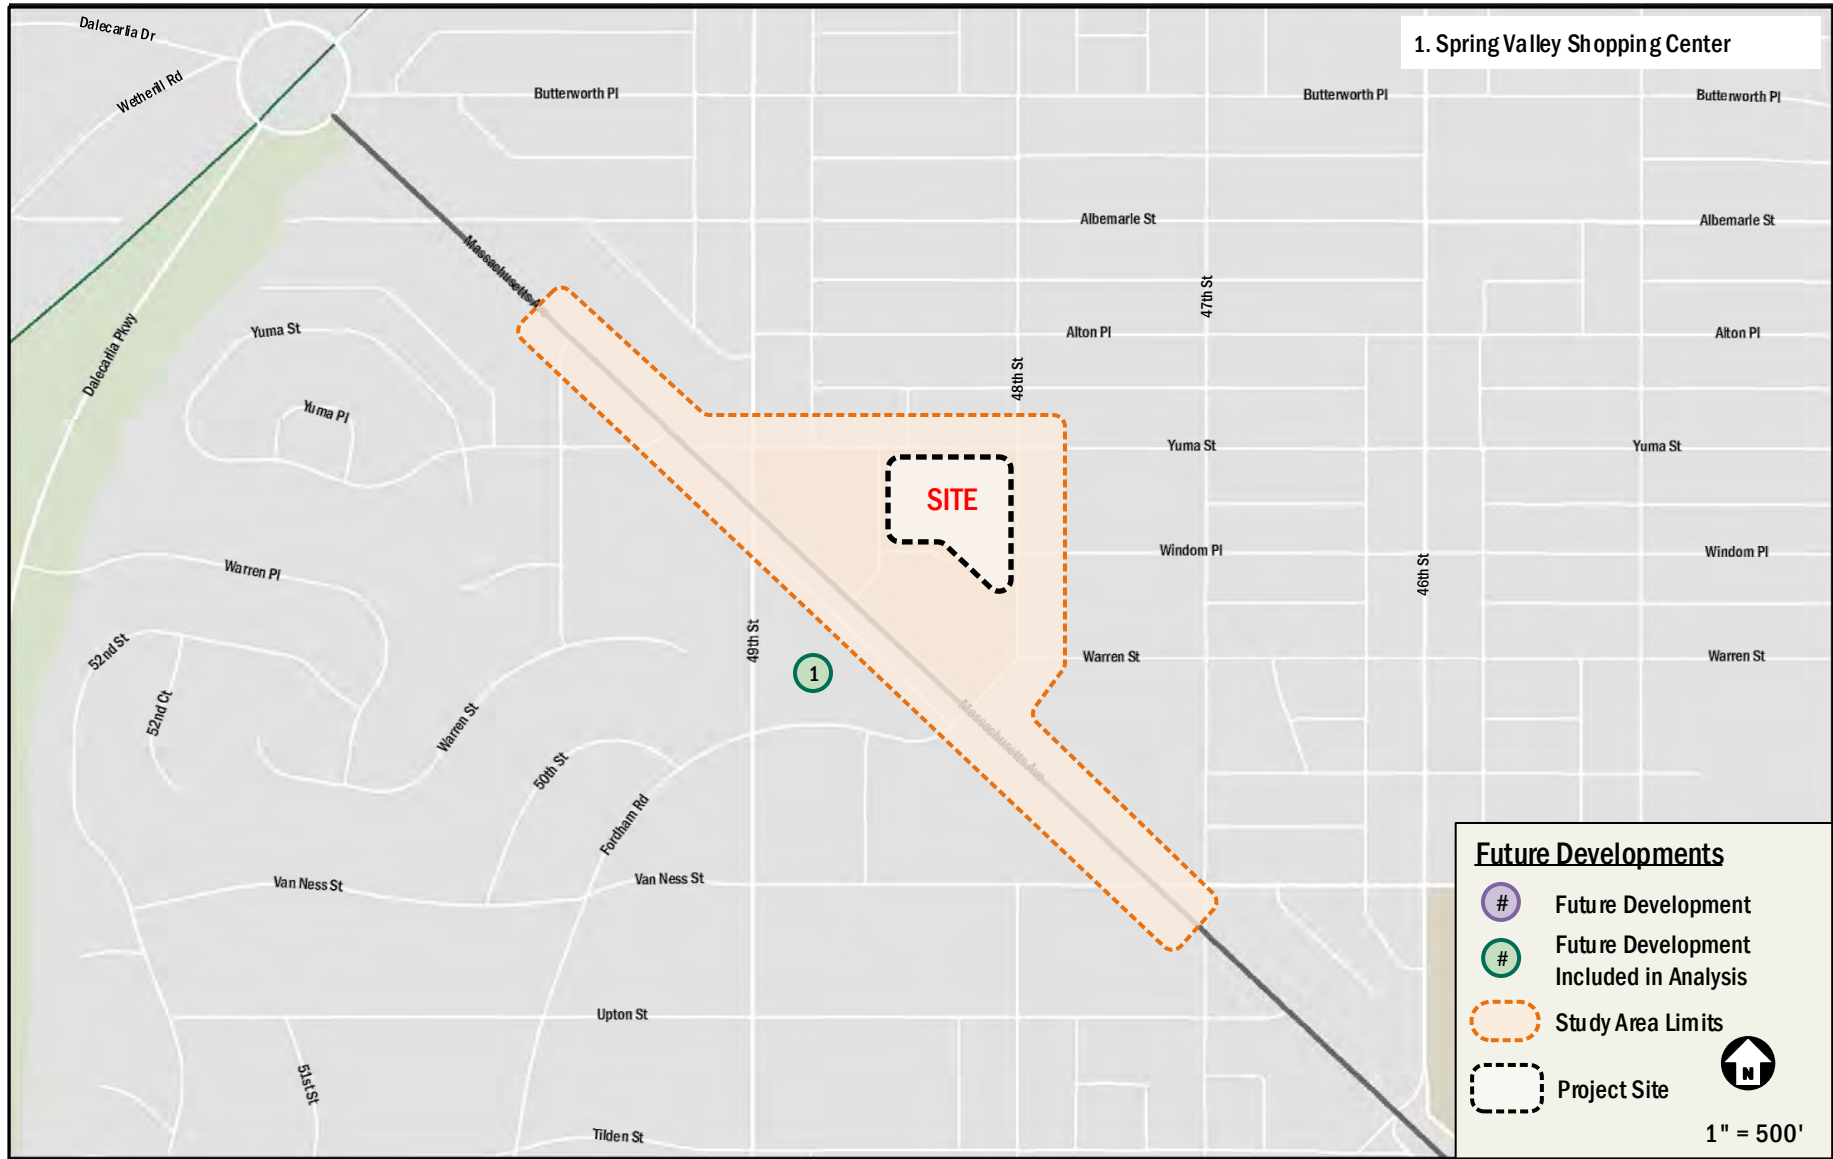 Dalecarlia Dr
1. Spring Valley Shopping Center
Wetherill Rd
Butterworth Pl
Butterworth Pl
Butterworth Pl
Albemarle St
Albemarle St
Massachusetts Ave
47th St
Yuma St
Alton Pl
Alton Pl
Dalecarlia Pkwy
48th St
Yuma Pl
Yuma St
Yuma St
SITE
Windom Pl
Windom Pl
Warren Pl
46th St
52nd St
49th St
Warren St
Warren St
1
52nd Ct
Warren St
Massachusetts Ave
50th St
Fordham Rd
Van Ness St
Van Ness St
Future Developments
# Future Development
# Future Development
Included in Analysis
Upton St
Study Area Limits
N
51st St
Project Site
Tilden St
1" = 500'